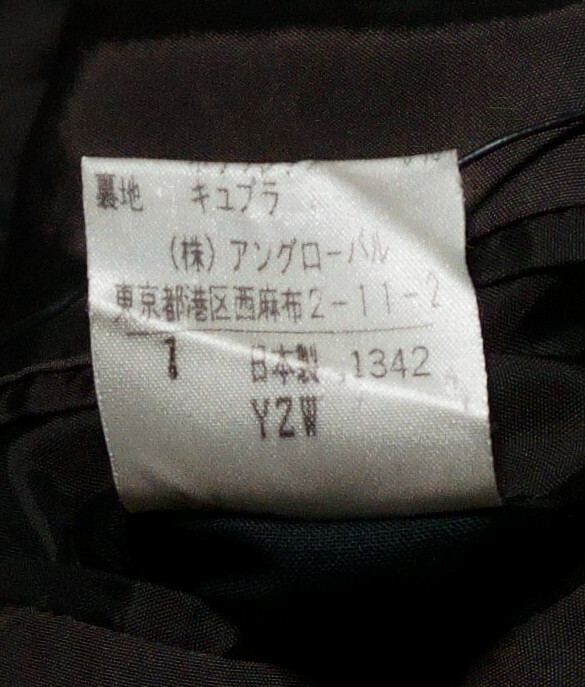 裏地 キュプラ
(株)アングローバル
東京都港区西麻布2-11-2
1 日本製 1342
Y2W